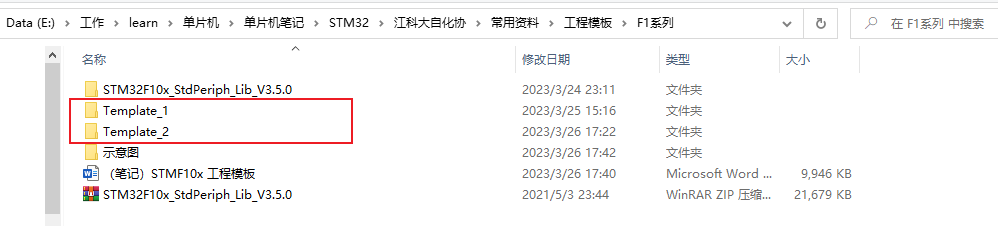 Data (E:) > 工作 > learn > 单片机 > 单片机笔记 > STM32 > 江科大自化协 > 常用资料 > 工程模板 > F1系列 在 F1系列 中搜索
名称 修改日期 类型 大小
STM32F10x_StdPeriph_Lib_V3.5.0 2023/3/24 23:11 文件夹
Template_1 2023/3/25 15:16 文件夹
Template_2 2023/3/26 17:22 文件夹
示意图 2023/3/26 17:42 文件夹
（笔记）STMF10x 工程模板 2023/3/26 17:40 Microsoft Word ... 9,946 KB
STM32F10x_StdPeriph_Lib_V3.5.0 2021/5/3 23:44 WinRAR ZIP 压缩... 21,679 KB